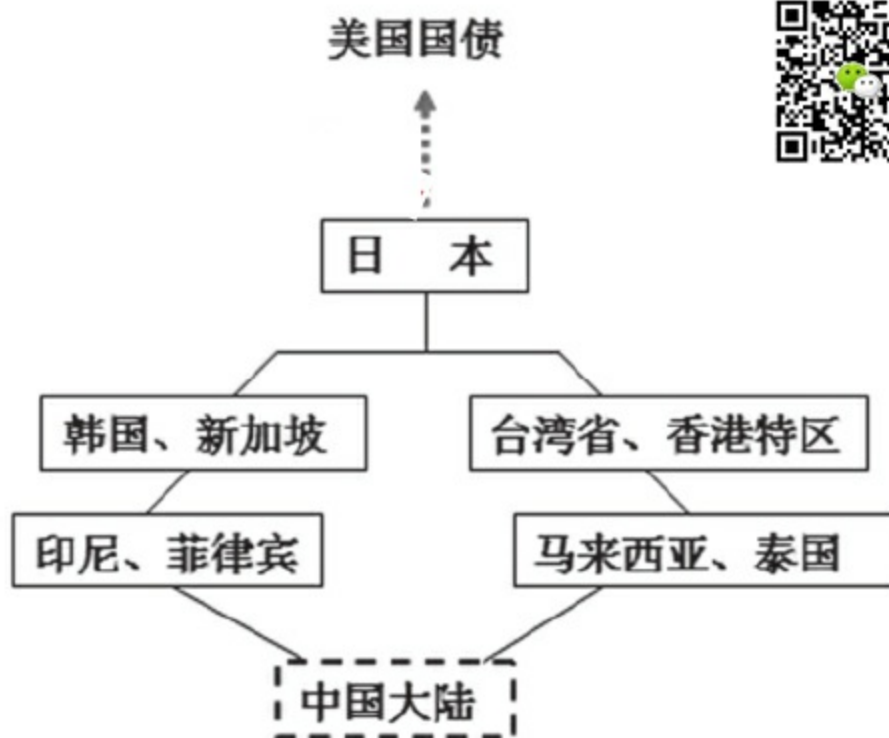 美国国债
日 本
韩国、新加坡
台湾省、香港特区
印尼、菲律宾
马来西亚、泰国
中国大陆